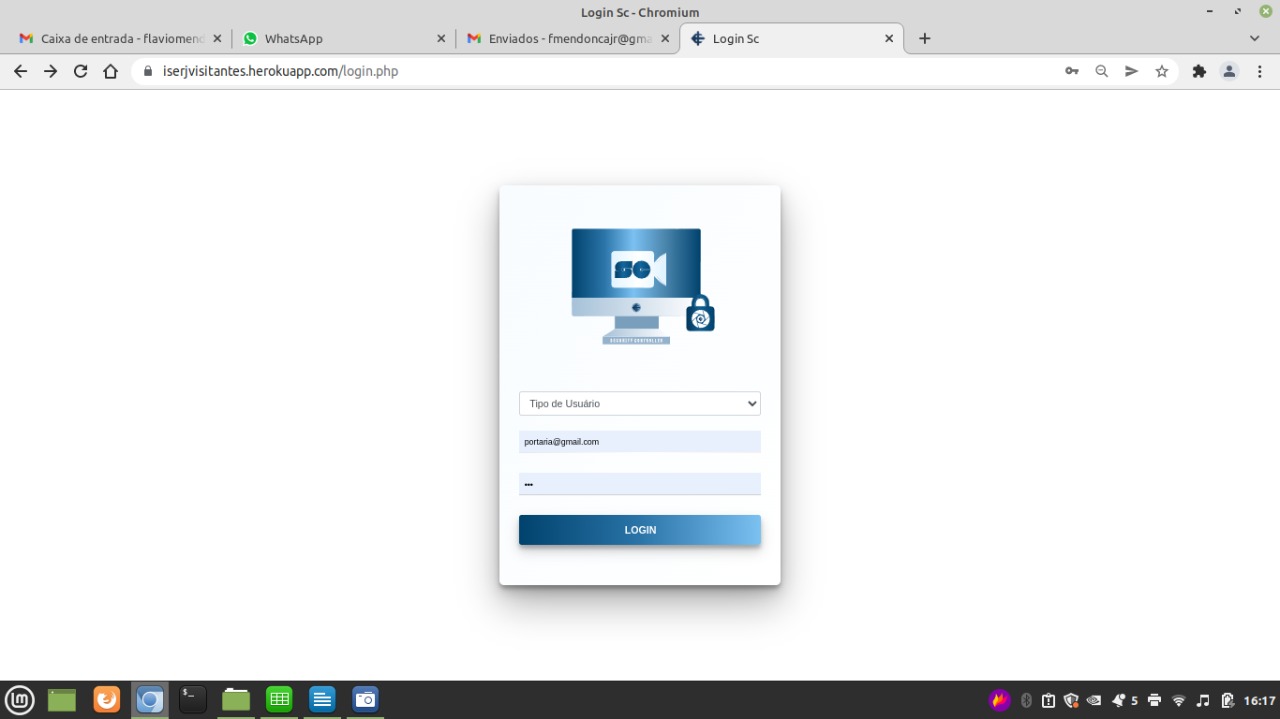 Login Sc - Chromium
Caixa de entrada - flaviomend
WhatsApp
Enviados - fmendoncajr@gma
Login Sc
iserjvisitantes.herokuapp.com/login.php
SC
SECURITY CONTROLLER
Tipo de Usuário
portaria@gmail.com
•••
LOGIN
lm
$_
5
16:17